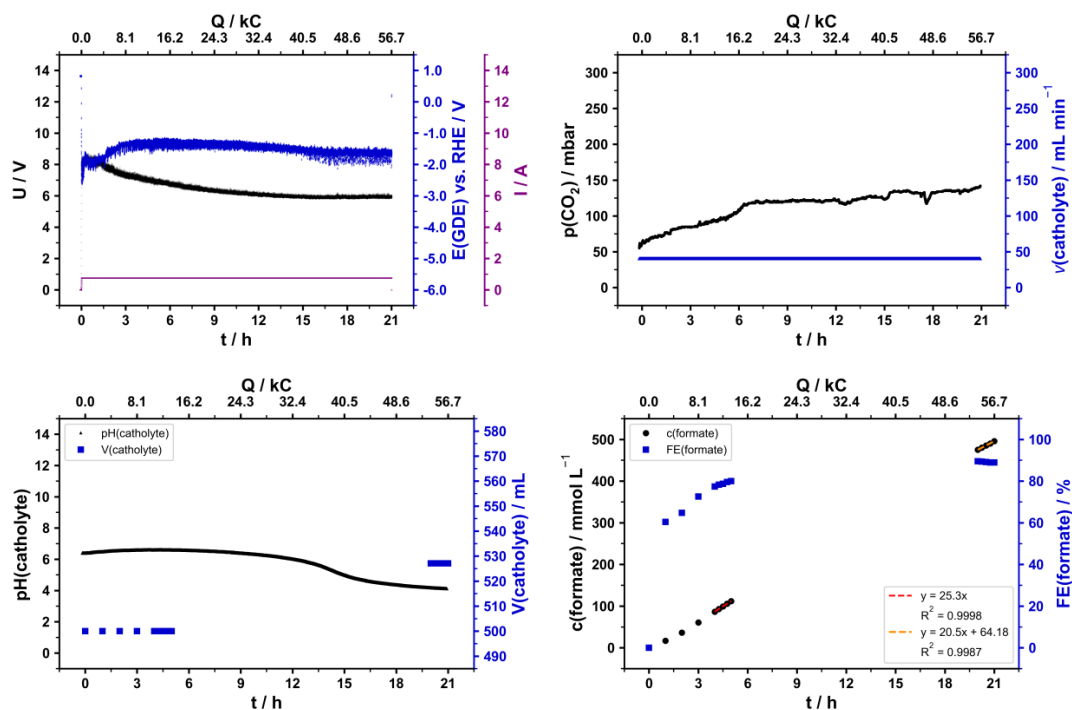 Q / kC
0.0 8.1 16.2 24.3 32.4 40.5 48.6 56.7
14 12 10 8 6 4 2 0
U / V
1.0 0.0 -1.0 -2.0 -3.0 -4.0 -5.0 -6.0
E(GDE) vs. RHE / V
14 12 10 8 6 4 2 0
I / A
0 3 6 9 12 15 18 21
t / h
Q / kC
0.0 8.1 16.2 24.3 32.4 40.5 48.6 56.7
300 250 200 150 100 50 0
p(CO₂) / mbar
300 250 200 150 100 50 0
v(catholyte) / mL min⁻¹
0 3 6 9 12 15 18 21
t / h
Q / kC
0.0 8.1 16.2 24.3 32.4 40.5 48.6 56.7
14 12 10 8 6 4 2 0
pH(catholyte)
pH(catholyte)
V(catholyte)
580 570 560 550 540 530 520 510 500 490
V(catholyte) / mL
0 3 6 9 12 15 18 21
t / h
Q / kC
0.0 8.1 16.2 24.3 32.4 40.5 48.6 56.7
500 400 300 200 100 0
c(formate) / mmol L⁻¹
c(formate)
FE(formate)
100 80 60 40 20 0
FE(formate) / %
y = 25.3x
R² = 0.9998
y = 20.5x + 64.18
R² = 0.9987
0 3 6 9 12 15 18 21
t / h